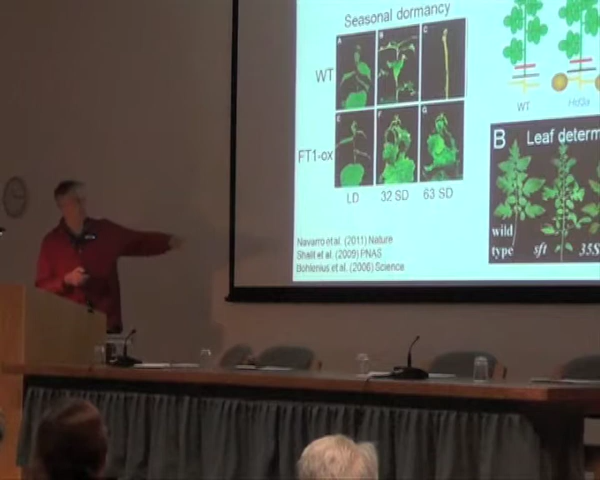 Seasonal dormancy
WT
FT1-ox
LD 32 SD 63 SD
Navarro et al. (2011) Nature
Shalit et al. (2009) PNAS
Bohlenius et al. (2006) Science
WT
B Leaf determ
wild
type sft 35S